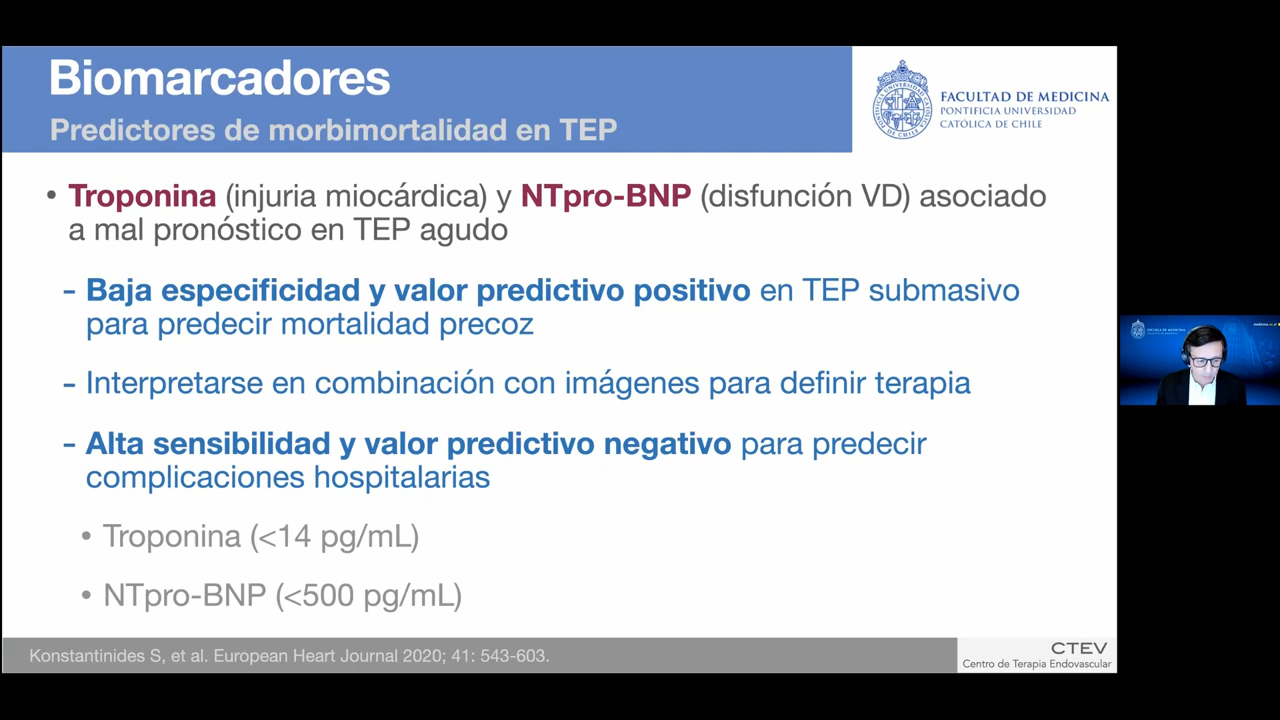 Biomarcadores
Predictores de morbimortalidad en TEP
FACULTAD DE MEDICINA
PONTIFICIA UNIVERSIDAD
CATÓLICA DE CHILE
• Troponina (injuria miocárdica) y NTpro-BNP (disfunción VD) asociado
a mal pronóstico en TEP agudo
- Baja especificidad y valor predictivo positivo en TEP submasivo
para predecir mortalidad precoz
- Interpretarse en combinación con imágenes para definir terapia
- Alta sensibilidad y valor predictivo negativo para predecir
complicaciones hospitalarias
• Troponina (<14 pg/mL)
• NTpro-BNP (<500 pg/mL)
Konstantinides S, et al. European Heart Journal 2020; 41: 543-603.
CTEV
Centro de Terapia Endovascular